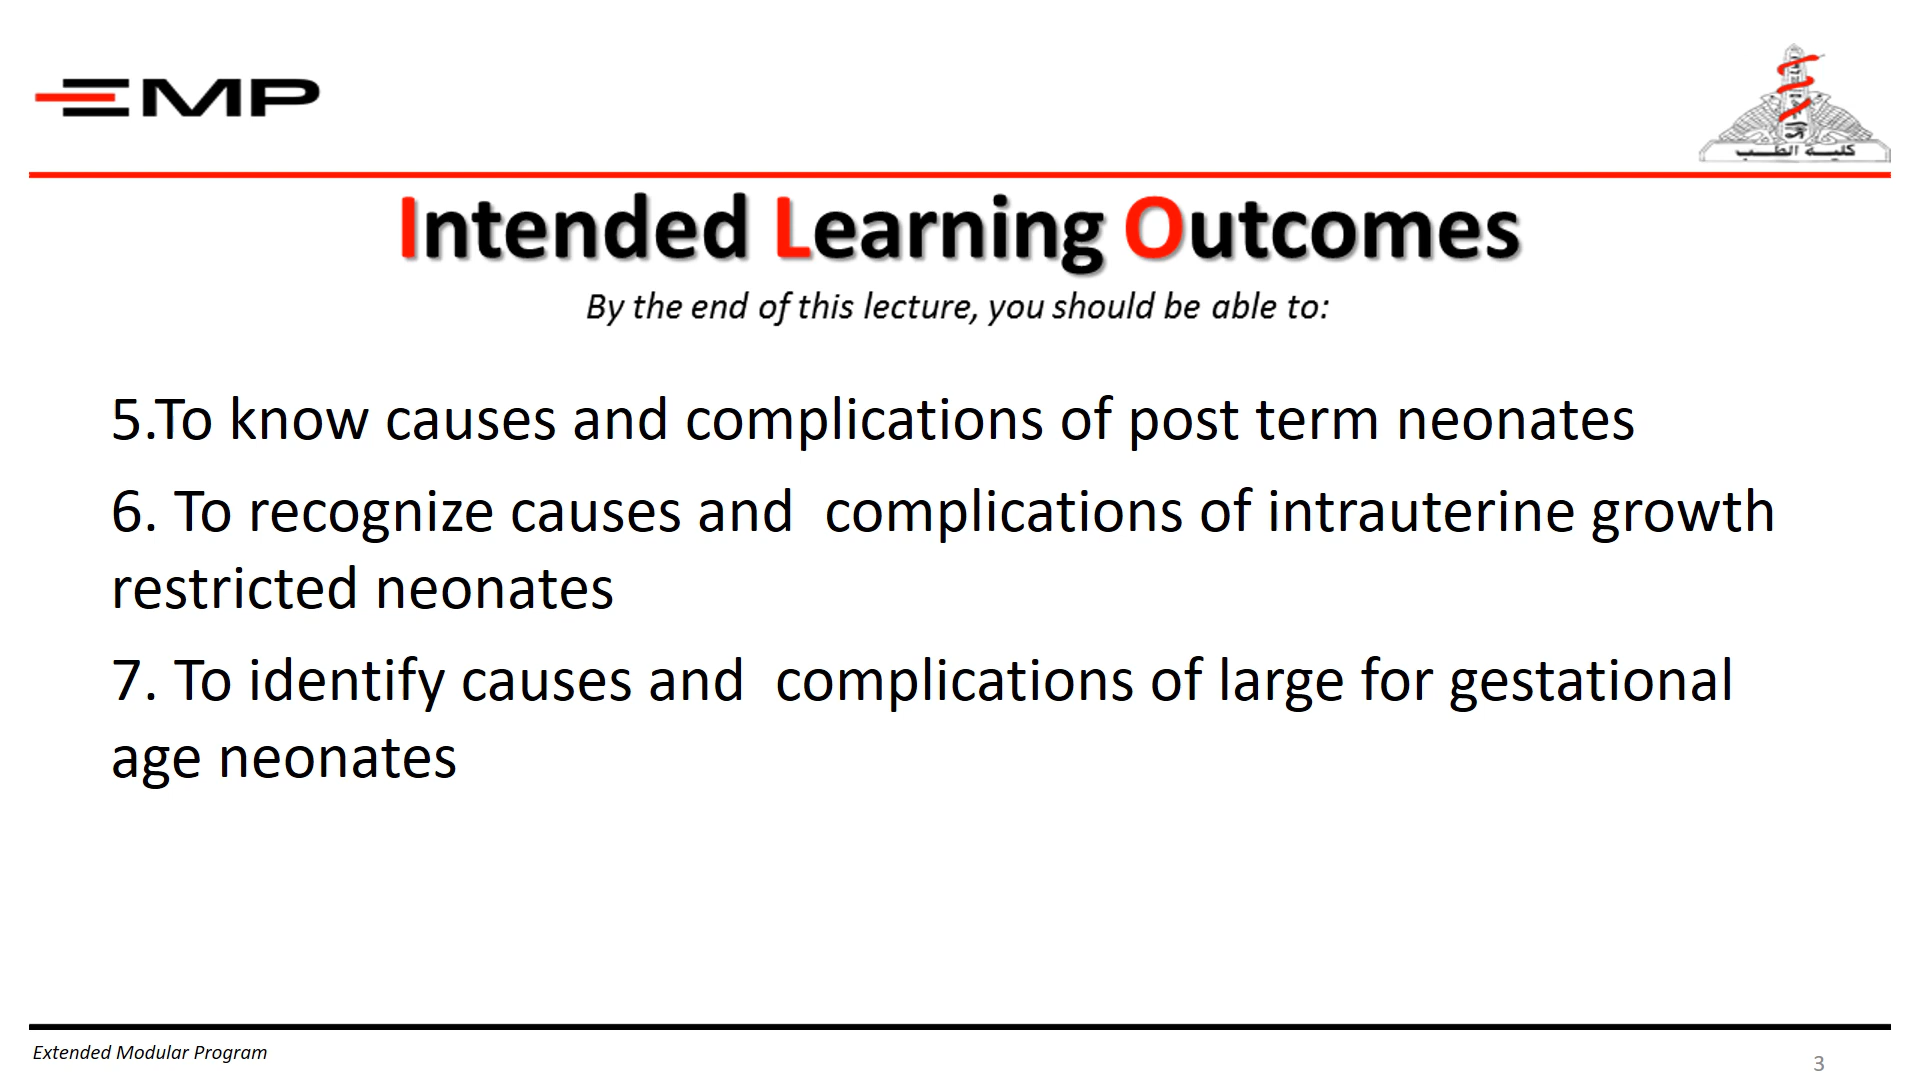 EMP
كلية الطب
Intended Learning Outcomes
By the end of this lecture, you should be able to:
5.To know causes and complications of post term neonates
6. To recognize causes and  complications of intrauterine growth
restricted neonates
7. To identify causes and  complications of large for gestational
age neonates
Extended Modular Program
3